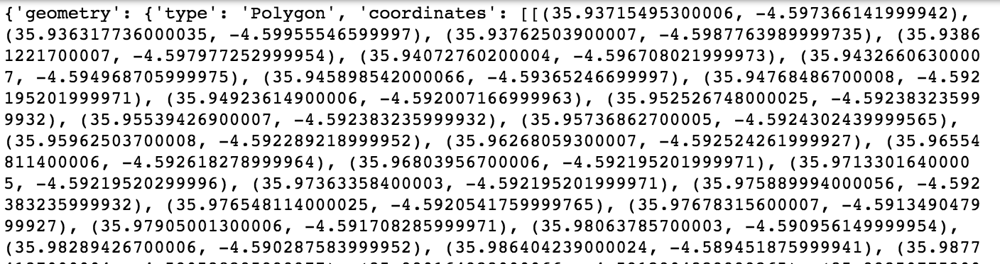 {'geometry': {'type': 'Polygon', 'coordinates': [[(35.93715495300006, -4.597366141999942),
(35.936317736000035, -4.59955546599997), (35.93762503900007, -4.5987763989999735), (35.9386
1221700007, -4.597977252999954), (35.94072760200004, -4.596708021999973), (35.9432660630000
7, -4.594968705999975), (35.945898542000066, -4.59365246699997), (35.94768486700008, -4.592
195201999971), (35.94923614900006, -4.592007166999963), (35.952526748000025, -4.59238323599
9932), (35.95539426900007, -4.592383235999932), (35.95736862700005, -4.5924302439999565),
(35.95962503700008, -4.592289218999952), (35.96268059300007, -4.592524261999927), (35.96554
811400006, -4.592618278999964), (35.96803956700006, -4.592195201999971), (35.9713301640000
5, -4.59219520299996), (35.97363358400003, -4.592195201999971), (35.975889994000056, -4.592
383235999932), (35.976548114000025, -4.5920541759999765), (35.97678315600007, -4.5913490479
99927), (35.97905001300006, -4.591708285999971), (35.98063785700003, -4.590956149999954),
(35.98289426700006, -4.590287583999952), (35.986404239000024, -4.589451875999941), (35.9877